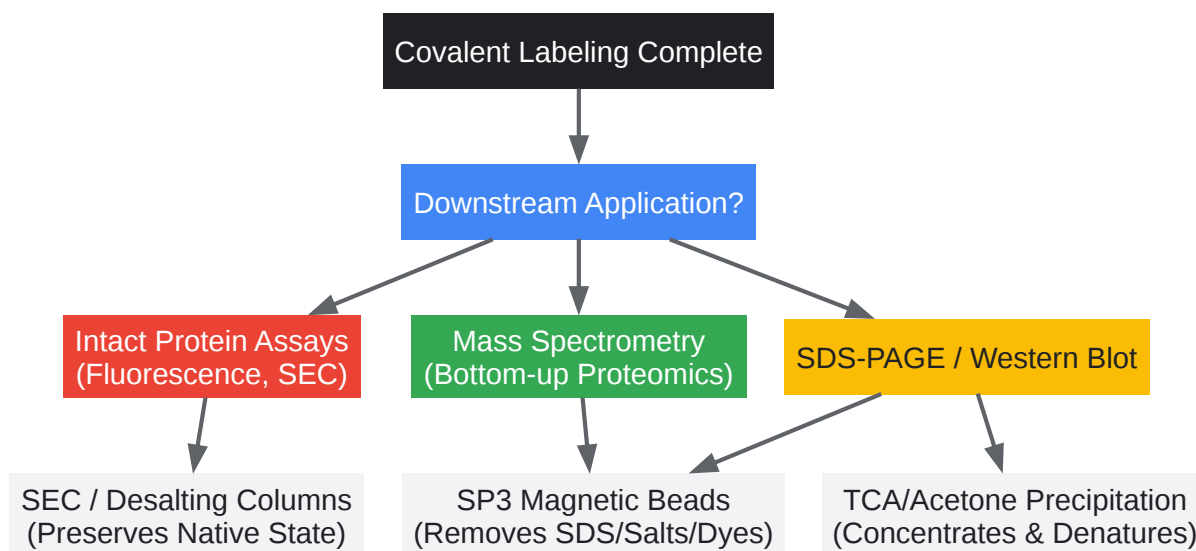 Covalent Labeling Complete
Downstream Application?
Intact Protein Assays
(Fluorescence, SEC)
Mass Spectrometry
(Bottom-up Proteomics)
SDS-PAGE / Western Blot
SEC / Desalting Columns
(Preserves Native State)
SP3 Magnetic Beads
(Removes SDS/Salts/Dyes)
TCA/Acetone Precipitation
(Concentrates & Denatures)